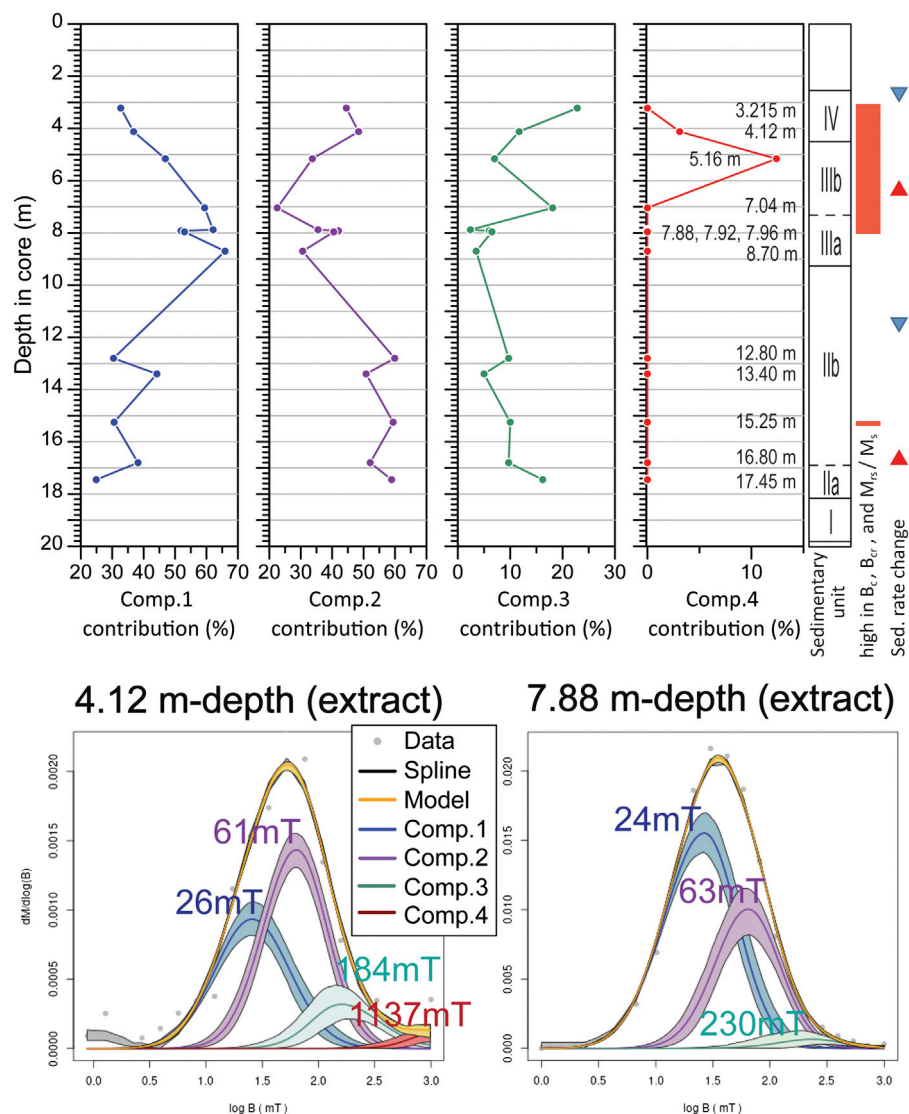 0
2
4
6
8
10
12
14
16
18
20
Depth in core (m)
20 30 40 50 60 70
Comp.1
contribution (%)
20 30 40 50 60 70
Comp.2
contribution (%)
0 10 20 30
Comp.3
contribution (%)
0 10
Comp.4
contribution (%)
3.215 m
4.12 m
5.16 m
7.04 m
7.88, 7.92, 7.96 m
8.70 m
12.80 m
13.40 m
15.25 m
16.80 m
17.45 m
IV
IIIb
IIIa
IIb
IIa
I
Sedimentary
unit
high in Bc, Bcr, and Mrs / Ms
Sed. rate change
4.12 m-depth (extract)
dM/dlog(B)
0.0020
0.0015
0.0010
0.0005
0.0000
61mT
26mT
184mT
1137mT
0.0 0.5 1.0 1.5 2.0 2.5 3.0
log B ( mT )
Data
Spline
Model
Comp.1
Comp.2
Comp.3
Comp.4
7.88 m-depth (extract)
0.0020
0.0015
0.0010
0.0005
0.0000
24mT
63mT
230mT
0.0 0.5 1.0 1.5 2.0 2.5 3.0
log B ( mT )